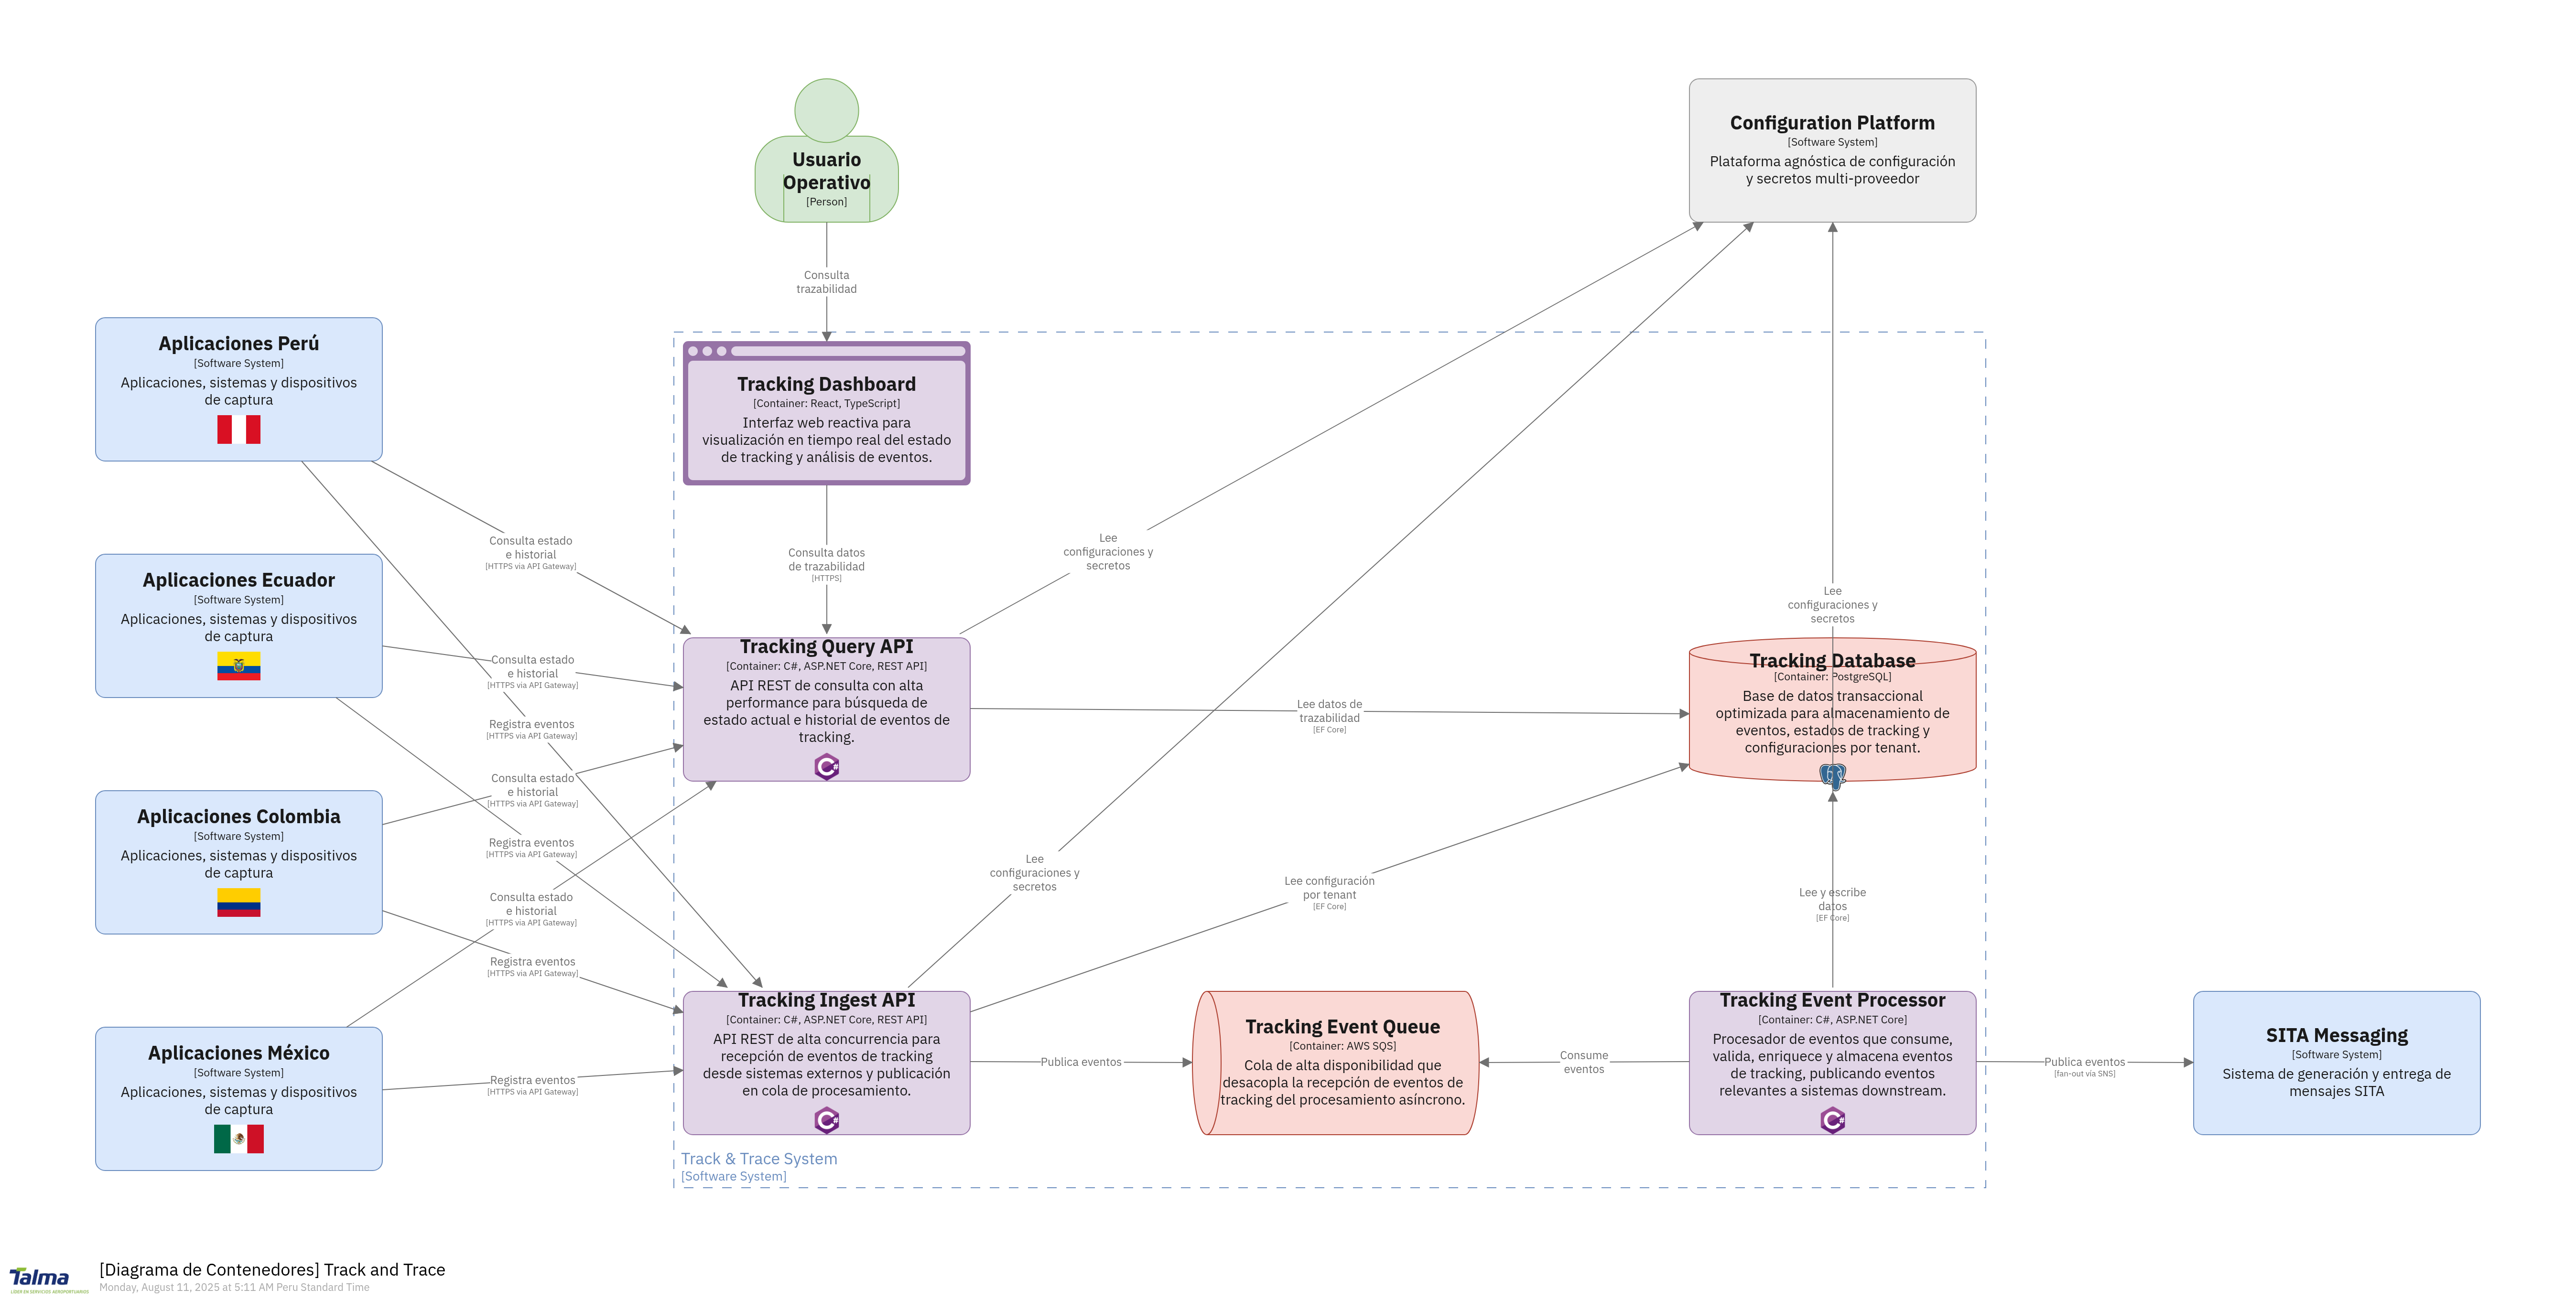 Usuario
Operativo
[Person]
Configuration Platform
[Software System]
Plataforma agnóstica de configuración
y secretos multi-proveedor
Consulta
trazabilidad
Aplicaciones Perú
[Software System]
Aplicaciones, sistemas y dispositivos
de captura
Tracking Dashboard
[Container: React, TypeScript]
Interfaz web reactiva para
visualización en tiempo real del estado
de tracking y análisis de eventos.
Consulta estado
e historial
[HTTPS via API Gateway]
Consulta datos
de trazabilidad
[HTTPS]
Lee
configuraciones y
secretos
Aplicaciones Ecuador
[Software System]
Aplicaciones, sistemas y dispositivos
de captura
Lee
configuraciones y
secretos
Consulta estado
e historial
[HTTPS via API Gateway]
Tracking Query API
[Container: C#, ASP.NET Core, REST API]
API REST de consulta con alta
performance para búsqueda de
estado actual e historial de eventos de
tracking.
Lee datos de
trazabilidad
[EF Core]
Tracking Database
[Container: PostgreSQL]
Base de datos transaccional
optimizada para almacenamiento de
eventos, estados de tracking y
configuraciones por tenant.
Registra eventos
[HTTPS via API Gateway]
Consulta estado
e historial
[HTTPS via API Gateway]
Aplicaciones Colombia
[Software System]
Aplicaciones, sistemas y dispositivos
de captura
Registra eventos
[HTTPS via API Gateway]
Lee
configuraciones y
secretos
Lee configuración
por tenant
[EF Core]
Lee y escribe
datos
[EF Core]
Consulta estado
e historial
[HTTPS via API Gateway]
Registra eventos
[HTTPS via API Gateway]
Aplicaciones México
[Software System]
Aplicaciones, sistemas y dispositivos
de captura
Registra eventos
[HTTPS via API Gateway]
Tracking Ingest API
[Container: C#, ASP.NET Core, REST API]
API REST de alta concurrencia para
recepción de eventos de tracking
desde sistemas externos y publicación
en cola de procesamiento.
Publica eventos
Tracking Event Queue
[Container: AWS SQS]
Cola de alta disponibilidad que
desacopla la recepción de eventos de
tracking del procesamiento asíncrono.
Consume
eventos
Tracking Event Processor
[Container: C#, ASP.NET Core]
Procesador de eventos que consume,
valida, enriquece y almacena eventos
de tracking, publicando eventos
relevantes a sistemas downstream.
Publica eventos
[fan-out vía SNS]
SITA Messaging
[Software System]
Sistema de generación y entrega de
mensajes SITA
Track & Trace System
[Software System]
Talma
LÍDER EN SERVICIOS AEROPORTUARIOS
[Diagrama de Contenedores] Track and Trace
Monday, August 11, 2025 at 5:11 AM Peru Standard Time